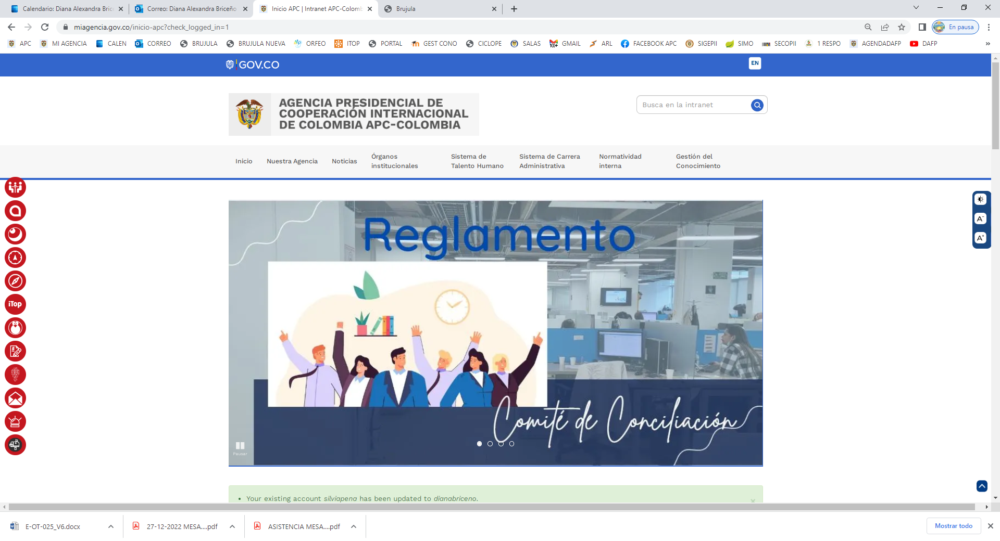 Calendario: Diana Alexandra Bric
Correo: Diana Alexandra Briceño
Inicio APC | Intranet APC-Colomb
Brujula
miagencia.gov.co/inicio-apc?check_logged_in=1
En pausa
APC
MI AGENCIA
CALEN
CORREO
BRUJULA
BRUJULA NUEVA
ORFEO
ITOP
PORTAL
GEST CONO
CICLOPE
SALAS
GMAIL
ARL
FACEBOOK APC
SIGEPII
SIMO
SECOPII
1 RESPO
AGENDADAFP
DAFP
GOV.CO
EN
AGENCIA PRESIDENCIAL DE
COOPERACIÓN INTERNACIONAL
DE COLOMBIA APC-COLOMBIA
Busca en la intranet
Inicio
Nuestra Agencia
Noticias
Órganos
institucionales
Sistema de
Talento Humano
Sistema de Carrera
Administrativa
Normatividad
interna
Gestión del
Conocimiento
iTop
A-
A+
Reglamento
Comité de Conciliación
Pausar
Your existing account silviapena has been updated to dianabriceno.
E-OT-025_V6.docx
27-12-2022 MESA....pdf
ASISTENCIA MESA....pdf
Mostrar todo